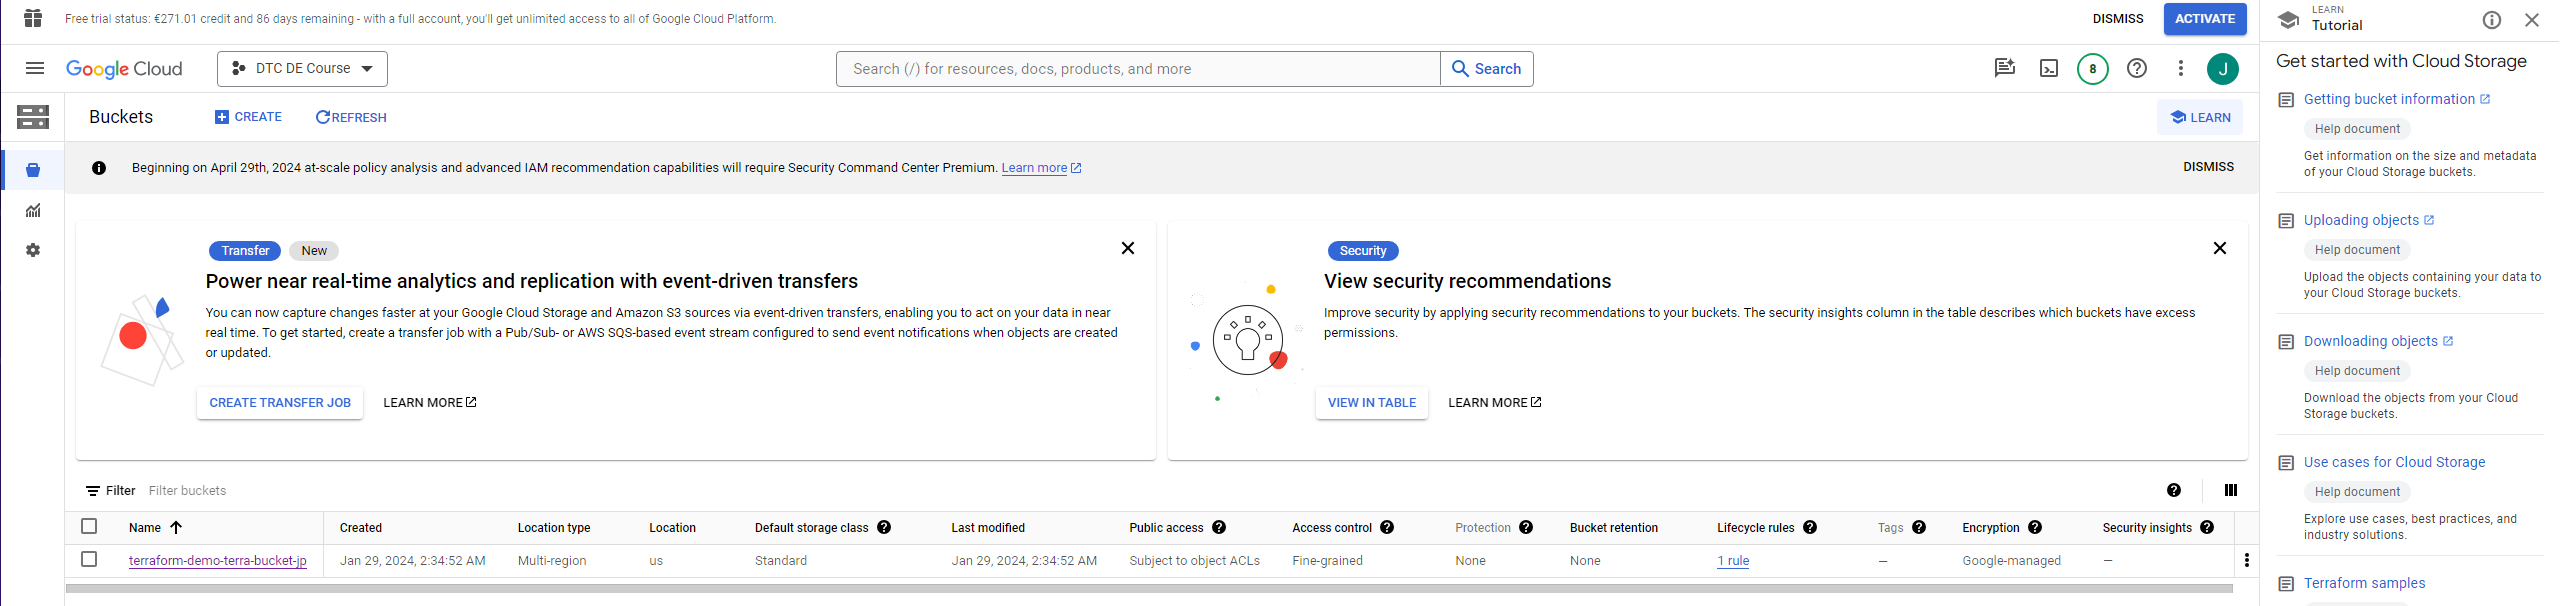 Free trial status: €271.01 credit and 86 days remaining - with a full account, you'll get unlimited access to all of Google Cloud Platform.
DISMISS
ACTIVATE
Google Cloud
DTC DE Course
Search (/) for resources, docs, products, and more
Search
8
J
Buckets
CREATE
REFRESH
LEARN
Beginning on April 29th, 2024 at-scale policy analysis and advanced IAM recommendation capabilities will require Security Command Center Premium. Learn more
DISMISS
Transfer
New
Power near real-time analytics and replication with event-driven transfers
You can now capture changes faster at your Google Cloud Storage and Amazon S3 sources via event-driven transfers, enabling you to act on your data in near
real time. To get started, create a transfer job with a Pub/Sub- or AWS SQS-based event stream configured to send event notifications when objects are created
or updated.
CREATE TRANSFER JOB
LEARN MORE
Security
View security recommendations
Improve security by applying security recommendations to your buckets. The security insights column in the table describes which buckets have excess
permissions.
VIEW IN TABLE
LEARN MORE
Filter
Filter buckets
Name Created Location type Location Default storage class Last modified Public access Access control Protection Bucket retention Lifecycle rules Tags Encryption Security insights
terraform-demo-terra-bucket-jp Jan 29, 2024, 2:34:52 AM Multi-region us Standard Jan 29, 2024, 2:34:52 AM Subject to object ACLs Fine-grained None None 1 rule — Google-managed —
LEARN
Tutorial
Get started with Cloud Storage
Getting bucket information
Help document
Get information on the size and metadata
of your Cloud Storage buckets.
Uploading objects
Help document
Upload the objects containing your data to
your Cloud Storage buckets.
Downloading objects
Help document
Download the objects from your Cloud
Storage buckets.
Use cases for Cloud Storage
Help document
Explore use cases, best practices, and
industry solutions.
Terraform samples